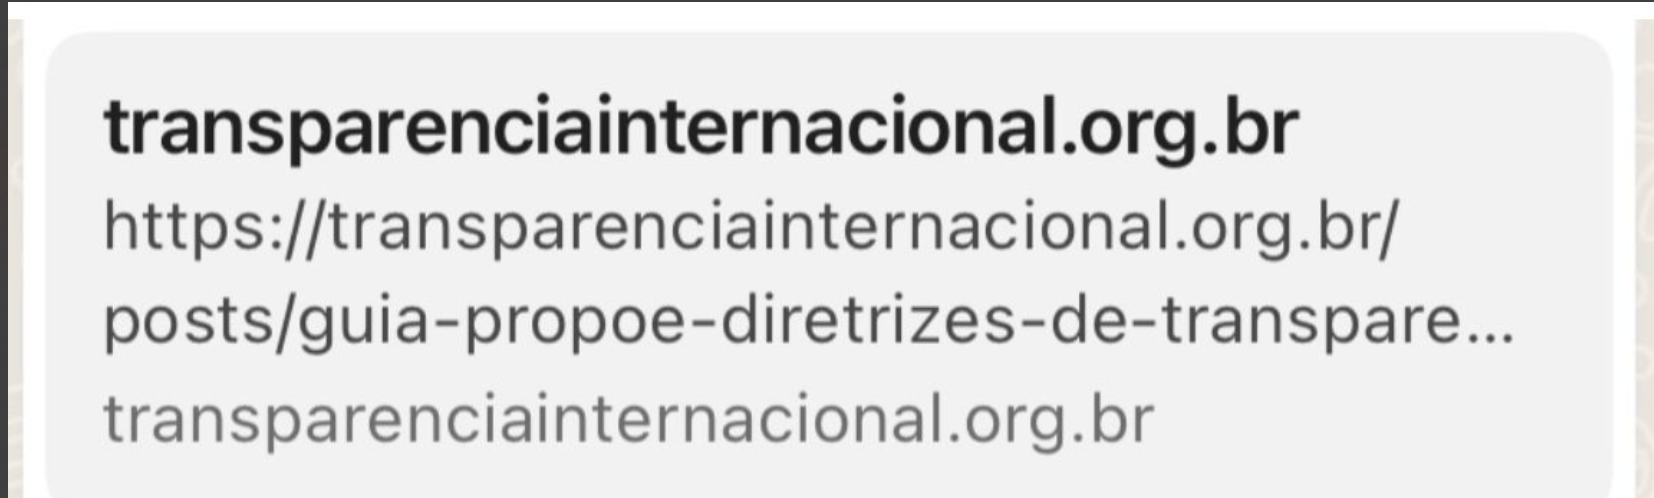 transparenciainternacional.org.br
https://transparenciainternacional.org.br/
posts/guia-propoe-diretrizes-de-transpare...
transparenciainternacional.org.br